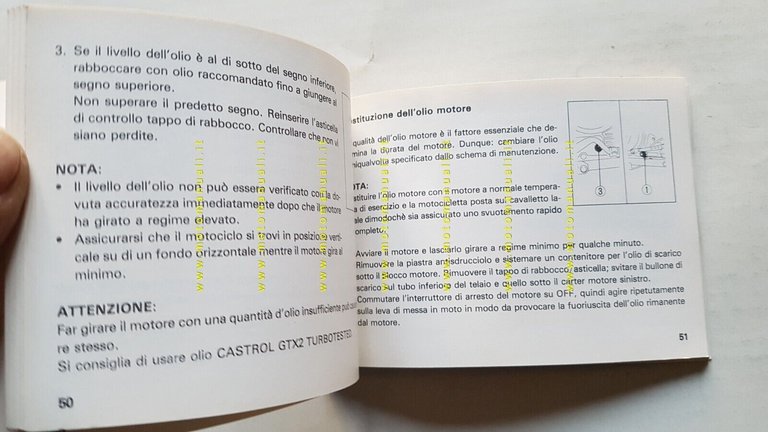 3. Se il livello dell'olio è al di sotto del segno inferiore,
rabboccare con olio raccomandato fino a giungere al
segno superiore.
Non superare il predetto segno. Reinserire l'asticella
di controllo tappo di rabbocco. Controllare che non vi
siano perdite.
NOTA:
• Il livello dell'olio non può essera verificato con la do-
vuta accuratezza immediatamente dopo che il motore
ha girato a regime elevato.
• Assicurarsi che il motociclo si trovi in posizione verti-
cale su di un fondo orizzontale mentre il motore gira al
minimo.
ATTENZIONE:
Far girare il motore con una quantità d'olio insufficiente può
re stesso.
Si consiglia di usare olio CASTROL GTX2 TURBOTESTED.
50
stituzione dell'olio motore
qualità dell'olio motore è il fattore essenziale che de-
mina la durata del motore. Dunque: cambiare l'olio
niqualvolta specificato dallo schema di manutenzione.
TA:
stituire l'olio motore con il motore a normale tempera-
a di esercizio e la motocicletta posta sul cavalletto la-
ale dimodochè sia assicurato uno svuotamento rapido
ompleto.
Avviare il motore e lasciarlo girare a regime minimo per qualche minuto.
Rimuovere la piastra antisdrucciolo e sistemare un contenitore per l'olio di scarico
sotto il blocco motore. Rimuovere il tappo di rabbocco/asticella; svitare il bullone di
scarico sul tubo inferiore del telaio e quello sotto il carter motore sinistro.
Commutare l'interruttore di arresto del motore su OFF, quindi agire ripetutamente
sulla leva di messa in moto in modo da provocare la fuoriuscita dell'olio rimanente
dal motore.
3
1
51